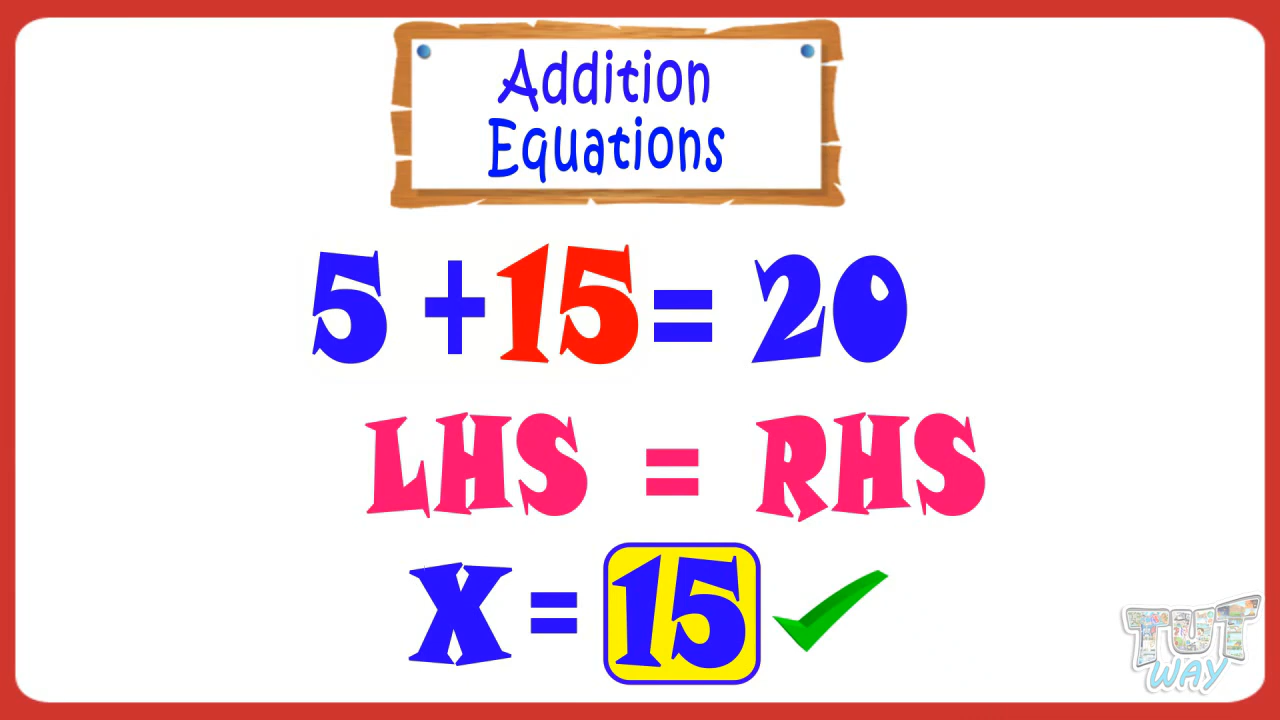 Addition
Equations
5 + 15 = 20
LHS = RHS
X = 15
TUT
WAY